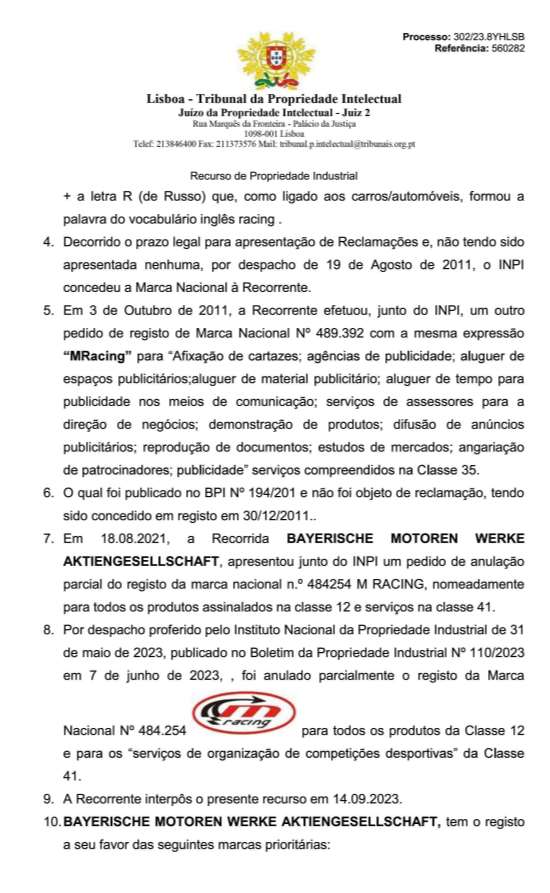 Processo: 302/23.8YHLSB
Referência: 560282
Lisboa - Tribunal da Propriedade Intelectual
Juízo da Propriedade Intelectual - Juiz 2
Rua Marquês da Fronteira - Palácio da Justiça
1098-001 Lisboa
Telef: 213846400 Fax: 211373576 Mail: tribunal.p.intelectual@tribunais.org.pt
Recurso de Propriedade Industrial
+ a letra R (de Russo) que, como ligado aos carros/automóveis, formou a
palavra do vocabulário inglês racing .
4. Decorrido o prazo legal para apresentação de Reclamações e, não tendo sido
apresentada nenhuma, por despacho de 19 de Agosto de 2011, o INPI
concedeu a Marca Nacional à Recorrente.
5. Em 3 de Outubro de 2011, a Recorrente efetuou, junto do INPI, um outro
pedido de registo de Marca Nacional Nº 489.392 com a mesma expressão
“MRacing” para “Afixação de cartazes; agências de publicidade; aluguer de
espaços publicitários;aluguer de material publicitário; aluguer de tempo para
publicidade nos meios de comunicação; serviços de assessores para a
direção de negócios; demonstração de produtos; difusão de anúncios
publicitários; reprodução de documentos; estudos de mercados; angariação
de patrocinadores; publicidade” serviços compreendidos na Classe 35.
6. O qual foi publicado no BPI Nº 194/201 e não foi objeto de reclamação, tendo
sido concedido em registo em 30/12/2011..
7. Em 18.08.2021, a Recorrida BAYERISCHE MOTOREN WERKE
AKTIENGESELLSCHAFT, apresentou junto do INPI um pedido de anulação
parcial do registo da marca nacional n.º 484254 M RACING, nomeadamente
para todos os produtos assinalados na classe 12 e serviços na classe 41.
8. Por despacho proferido pelo Instituto Nacional da Propriedade Industrial de 31
de maio de 2023, publicado no Boletim da Propriedade Industrial Nº 110/2023
em 7 de junho de 2023, , foi anulado parcialmente o registo da Marca
m
racing
Nacional Nº 484.254 para todos os produtos da Classe 12
e para os “serviços de organização de competições desportivas” da Classe
41.
9. A Recorrente interpôs o presente recurso em 14.09.2023.
10. BAYERISCHE MOTOREN WERKE AKTIENGESELLSCHAFT, tem o registo
a seu favor das seguintes marcas prioritárias: